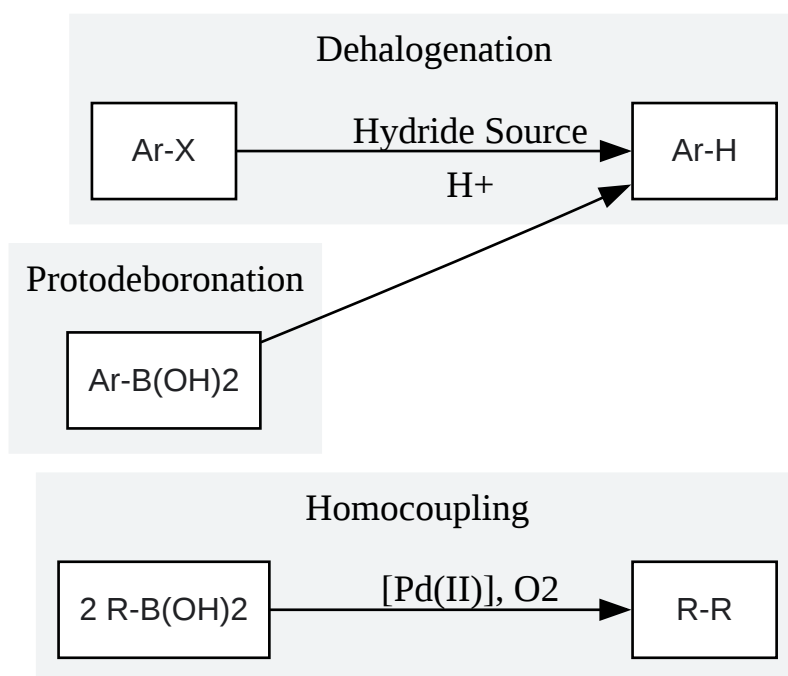 Dehalogenation
Ar-X
Hydride Source
Ar-H
H+
Protodeboronation
Ar-B(OH)2
Homocoupling
2 R-B(OH)2
[Pd(II)], O2
R-R